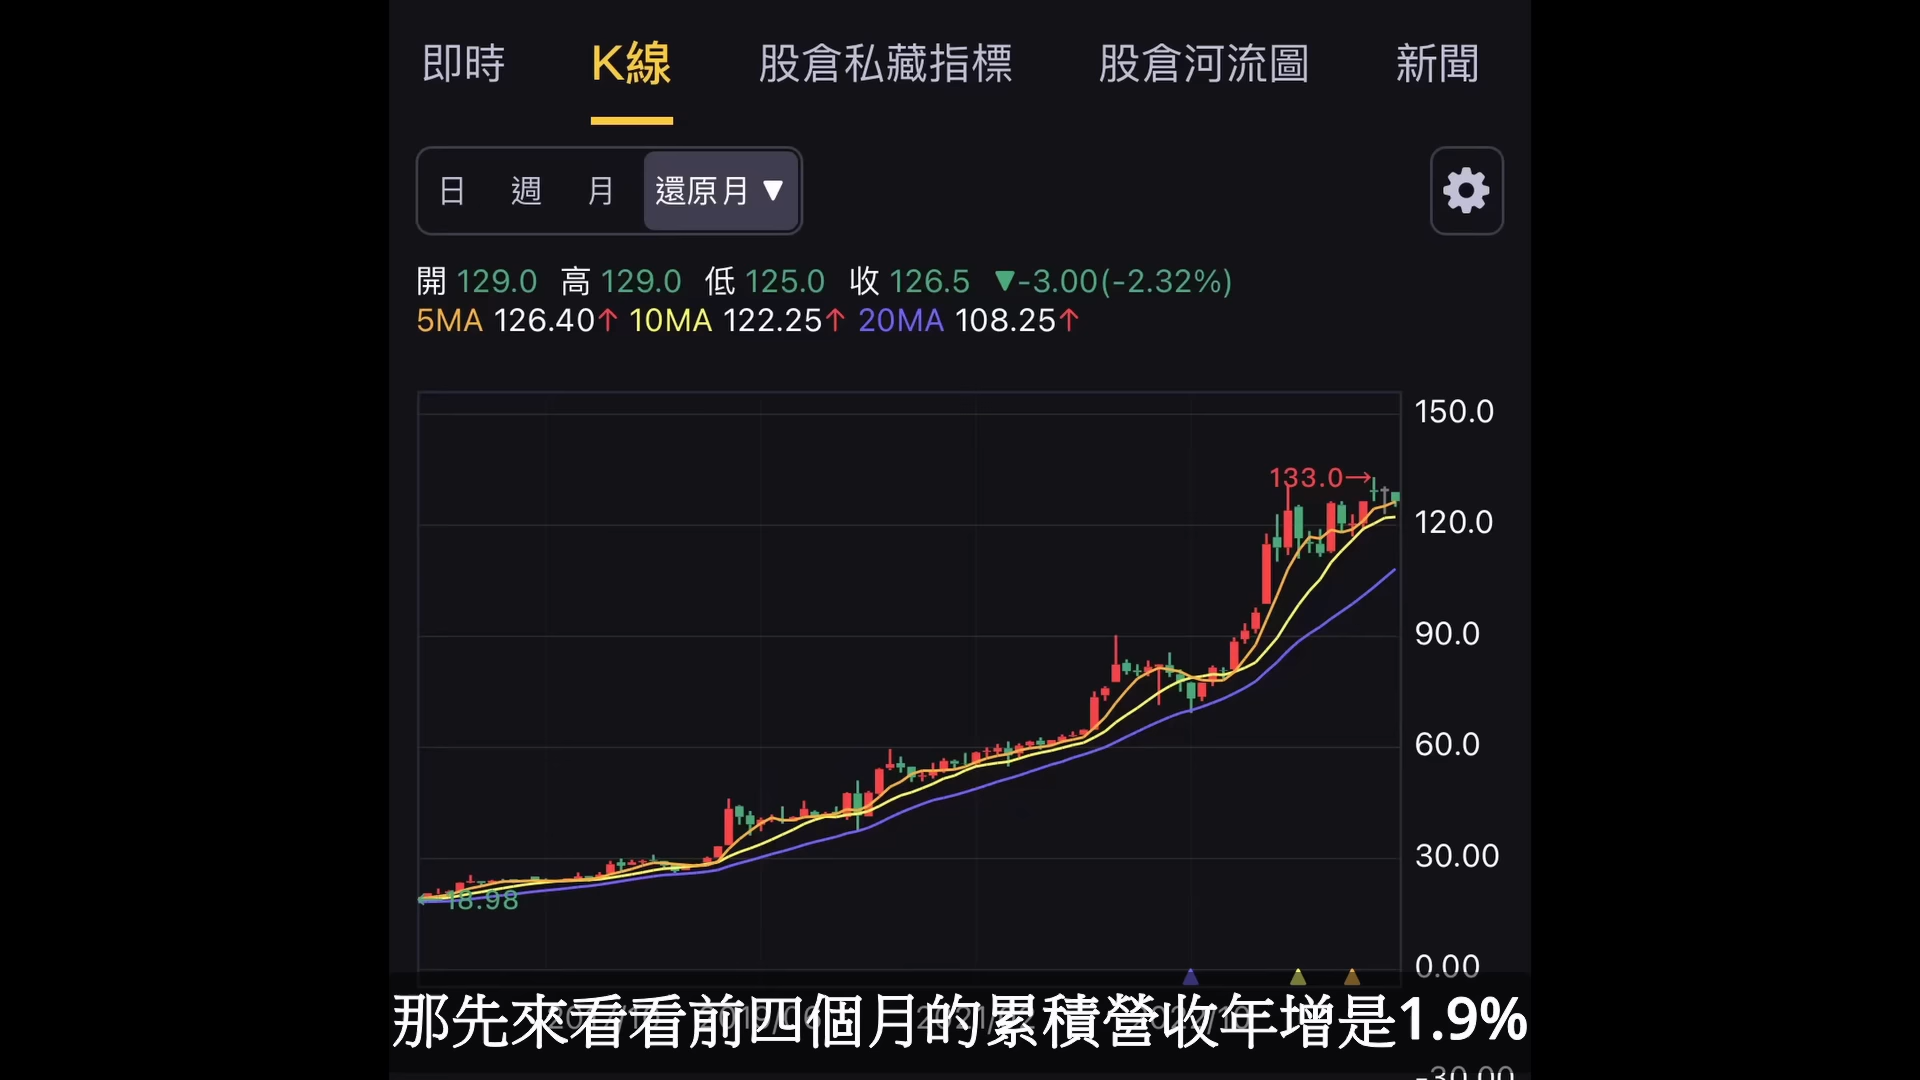 即時 K線 股倉私藏指標 股倉河流圖 新聞
日 週 月 還原月 ▼
開 129.0 高 129.0 低 125.0 收 126.5 ▼-3.00(-2.32%)
5MA 126.40↑ 10MA 122.25↑ 20MA 108.25↑
150.0
133.0→
120.0
90.0
60.0
30.00
18.98
0.00
那先來看看前四個月的累積營收年增是1.9%
-30.00